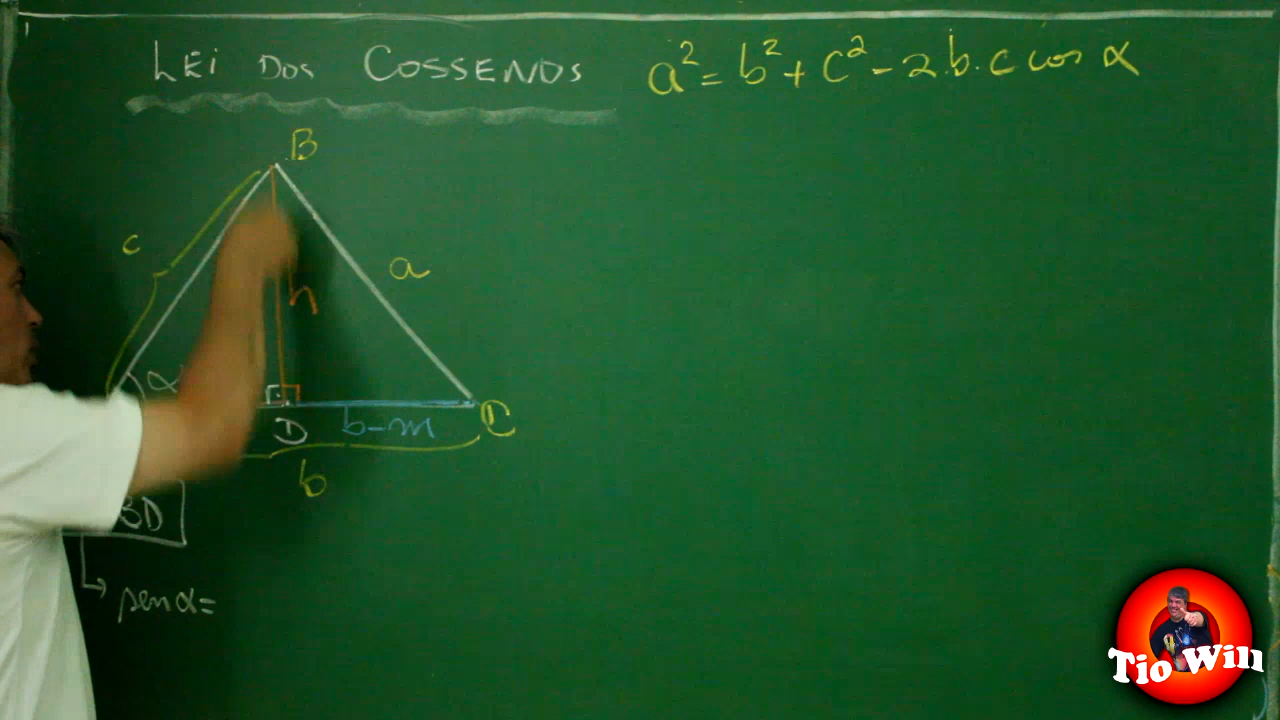 LEI DOS COSSENOS a² = b² + c² - 2.b.c cos α
B
c
a
h
α
D b-m C
b
BD
sen α =
Tio Will